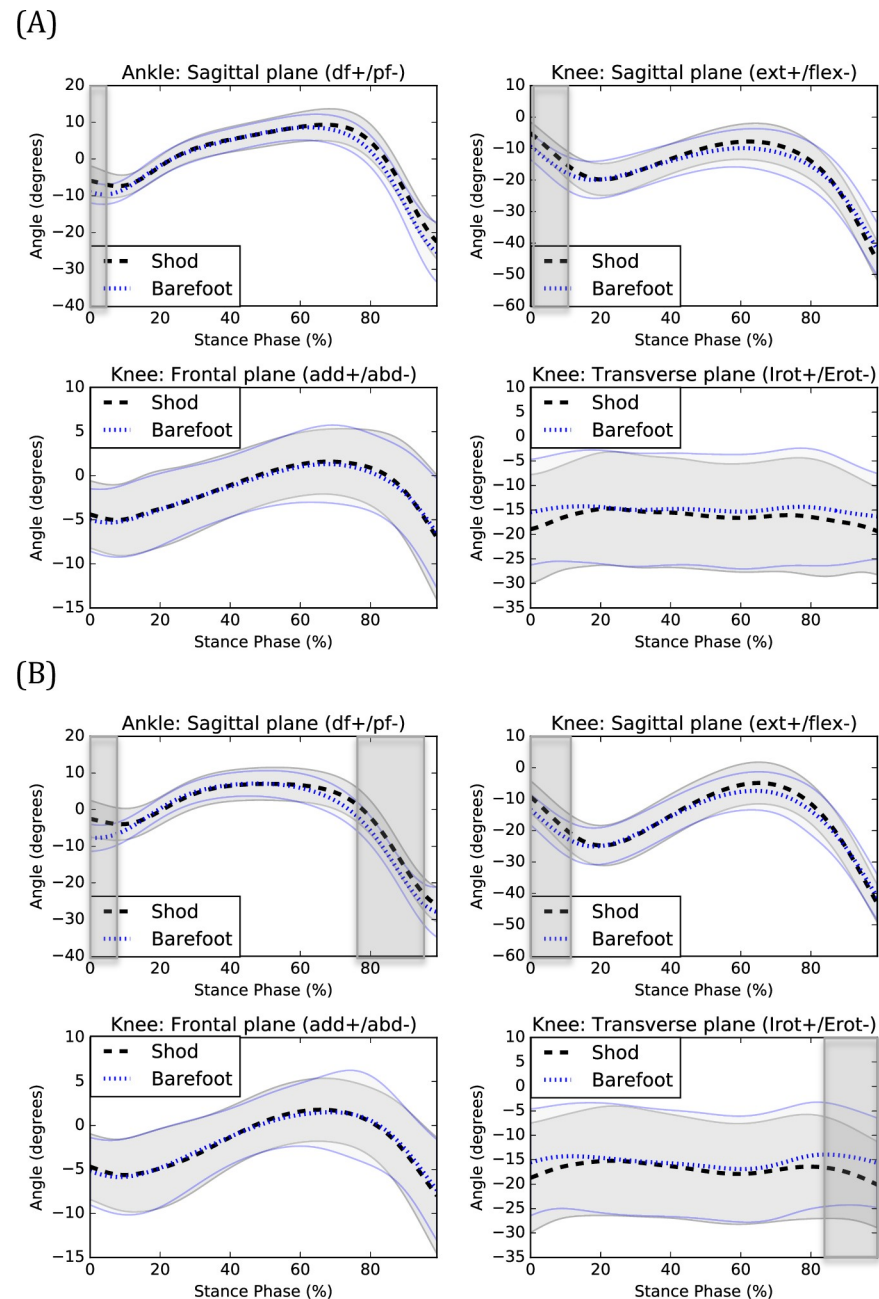 (A)
Ankle: Sagittal plane (df+/pf-)
20
10
0
−10
−20
−30
−40
Angle (degrees)
Shod
Barefoot
0 20 40 60 80
Stance Phase (%)
Knee: Sagittal plane (ext+/flex-)
10
0
−10
−20
−30
−40
−50
−60
Angle (degrees)
Shod
Barefoot
0 20 40 60 80
Stance Phase (%)
Knee: Frontal plane (add+/abd-)
10
5
0
−5
−10
−15
Angle (degrees)
Shod
Barefoot
0 20 40 60 80
Stance Phase (%)
Knee: Transverse plane (Irot+/Erot-)
10
5
0
−5
−10
−15
−20
−25
−30
−35
Angle (degrees)
Shod
Barefoot
0 20 40 60 80
Stance Phase (%)
(B)
Ankle: Sagittal plane (df+/pf-)
20
10
0
−10
−20
−30
−40
Angle (degrees)
Shod
Barefoot
0 20 40 60 80
Stance Phase (%)
Knee: Sagittal plane (ext+/flex-)
10
0
−10
−20
−30
−40
−50
−60
Angle (degrees)
Shod
Barefoot
0 20 40 60 80
Stance Phase (%)
Knee: Frontal plane (add+/abd-)
10
5
0
−5
−10
−15
Angle (degrees)
Shod
Barefoot
0 20 40 60 80
Stance Phase (%)
Knee: Transverse plane (Irot+/Erot-)
10
5
0
−5
−10
−15
−20
−25
−30
−35
Angle (degrees)
Shod
Barefoot
0 20 40 60 80
Stance Phase (%)